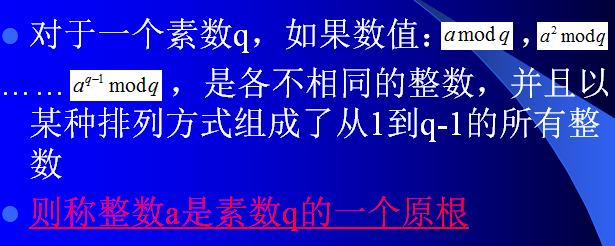 对于一个素数q，如果数值：a mod q，a² mod q
……a^{q-1} mod q，是各不相同的整数，并且以
某种排列方式组成了从1到q-1的所有整
数
则称整数a是素数q的一个原根